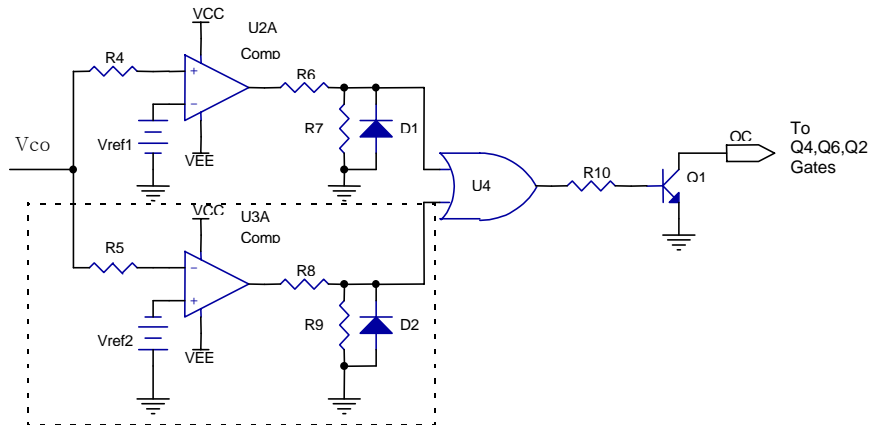 VCC
U2A
Comp
R4
+
−
R6
Vref1
VEE
R7
D1
Vco
U4
R10
Q1
OC
To
Q4,Q6,Q2
Gates
VCC
U3A
Comp
R5
−
+
R8
Vref2
VEE
R9
D2